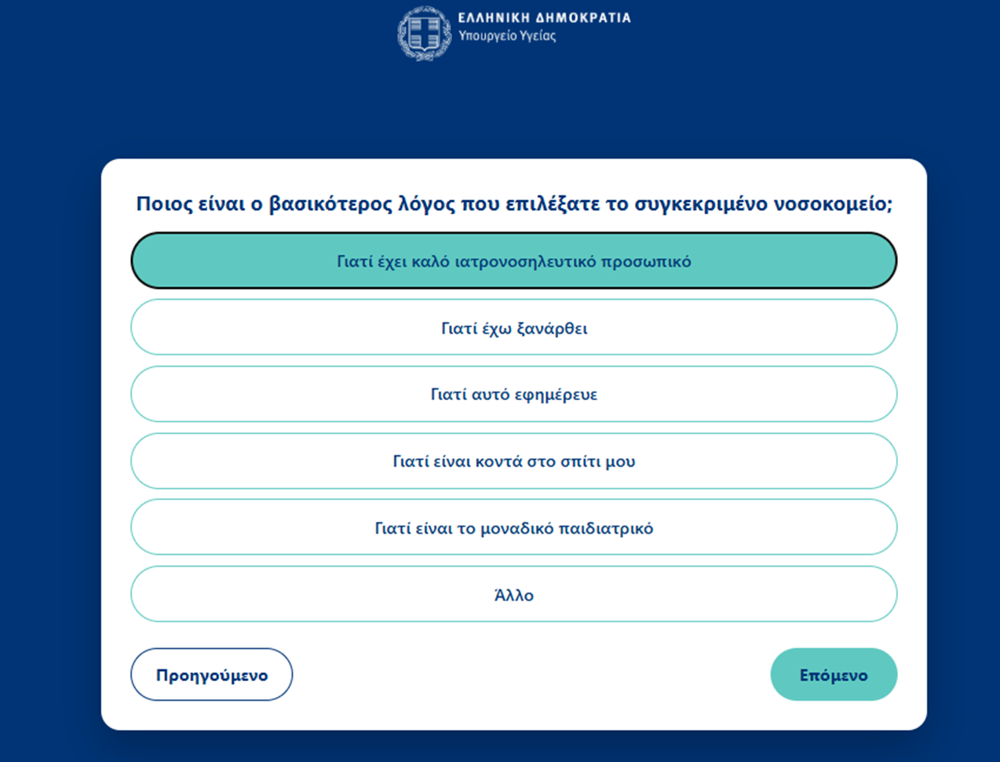 ΕΛΛΗΝΙΚΗ ΔΗΜΟΚΡΑΤΙΑ
Υπουργείο Υγείας
Ποιος είναι ο βασικότερος λόγος που επιλέξατε το συγκεκριμένο νοσοκομείο;
Γιατί έχει καλό ιατρονοσηλευτικό προσωπικό
Γιατί έχω ξανάρθει
Γιατί αυτό εφημέρευε
Γιατί είναι κοντά στο σπίτι μου
Γιατί είναι το μοναδικό παιδιατρικό
Άλλο
Προηγούμενο
Επόμενο